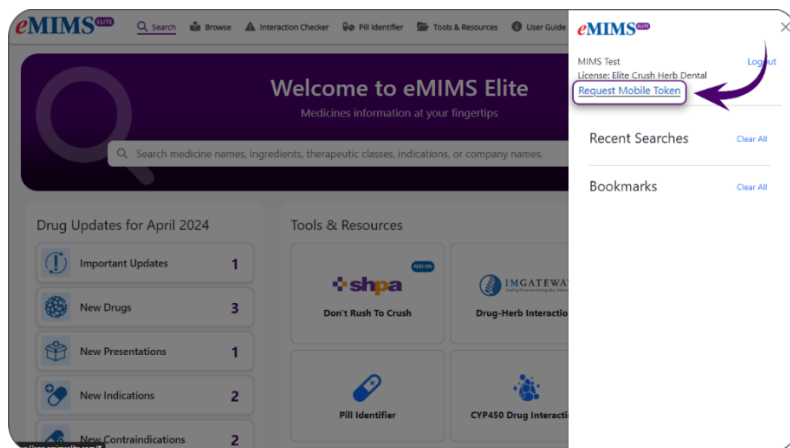 eMIMS ELITE
Search Browse Interaction Checker Pill Identifier Tools & Resources User Guide
Welcome to eMIMS Elite
Medicines information at your fingertips
Search medicine names, ingredients, therapeutic classes, indications, or company names.
Drug Updates for April 2024
Important Updates 1
New Drugs 3
New Presentations 1
New Indications 2
New Contraindications 2
Tools & Resources
ADD-ON
shpa
Don't Rush To Crush
IMGATEWA
Drug-Herb Interactio
Pill Identifier
CYP450 Drug Interacti
eMIMS ELITE
MIMS Test
Logout
License: Elite Crush Herb Dental
Request Mobile Token
Recent Searches Clear All
Bookmarks Clear All